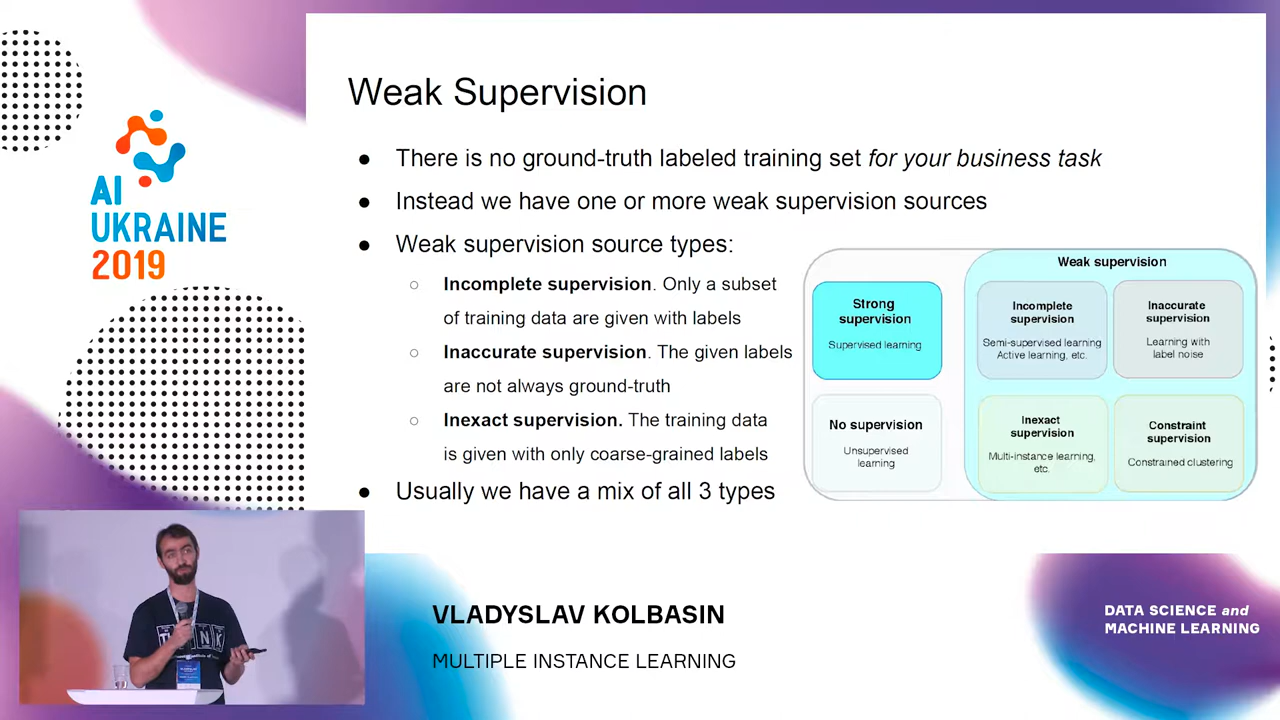 AI
UKRAINE
2019
Weak Supervision
● There is no ground-truth labeled training set for your business task
● Instead we have one or more weak supervision sources
● Weak supervision source types:
○ Incomplete supervision. Only a subset
of training data are given with labels
○ Inaccurate supervision. The given labels
are not always ground-truth
○ Inexact supervision. The training data
is given with only coarse-grained labels
● Usually we have a mix of all 3 types
Weak supervision
Strong
supervision
Supervised learning
Incomplete
supervision
Semi-supervised learning
Active learning, etc.
Inaccurate
supervision
Learning with
label noise
No supervision
Unsupervised
learning
Inexact
supervision
Multi-instance learning,
etc.
Constraint
supervision
Constrained clustering
VLADYSLAV KOLBASIN
MULTIPLE INSTANCE LEARNING
DATA SCIENCE and
MACHINE LEARNING